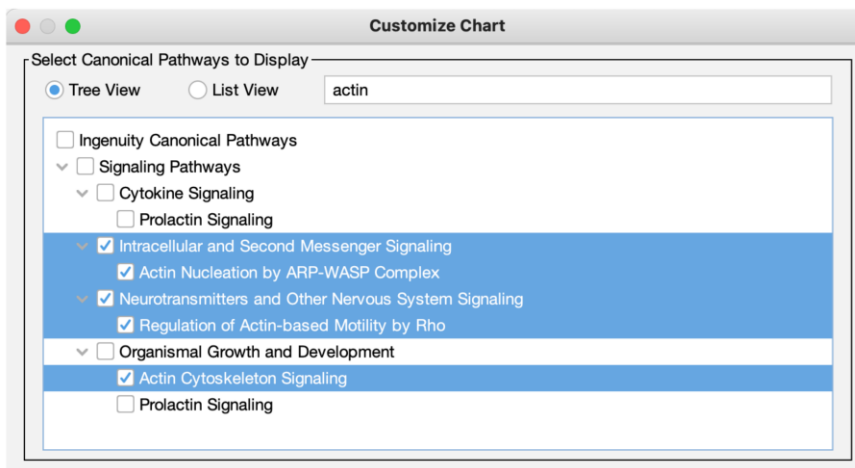 Customize Chart
Select Canonical Pathways to Display
Tree View List View actin
Ingenuity Canonical Pathways
Signaling Pathways
Cytokine Signaling
Prolactin Signaling
Intracellular and Second Messenger Signaling
Actin Nucleation by ARP-WASP Complex
Neurotransmitters and Other Nervous System Signaling
Regulation of Actin-based Motility by Rho
Organismal Growth and Development
Actin Cytoskeleton Signaling
Prolactin Signaling